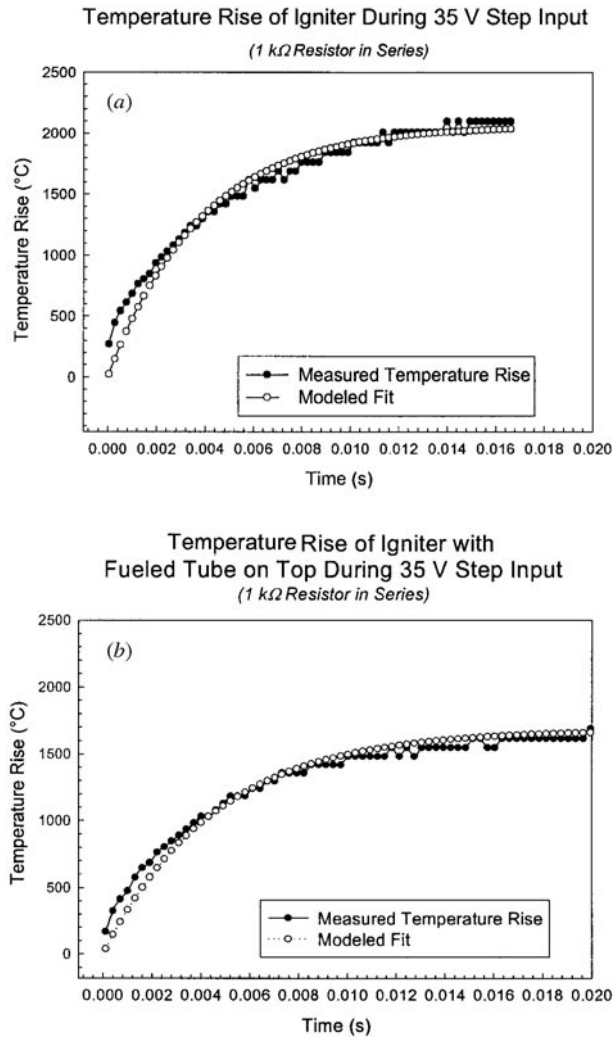 Temperature Rise of Igniter During 35 V Step Input
(1 kΩ Resistor in Series)
(a)
2500
2000
1500
1000
500
0
Temperature Rise (°C)
Measured Temperature Rise
Modeled Fit
0.000 0.002 0.004 0.006 0.008 0.010 0.012 0.014 0.016 0.018 0.020
Time (s)
Temperature Rise of Igniter with
Fueled Tube on Top During 35 V Step Input
(1 kΩ Resistor in Series)
(b)
2500
2000
1500
1000
500
0
Temperature Rise (°C)
Measured Temperature Rise
Modeled Fit
0.000 0.002 0.004 0.006 0.008 0.010 0.012 0.014 0.016 0.018 0.020
Time (s)